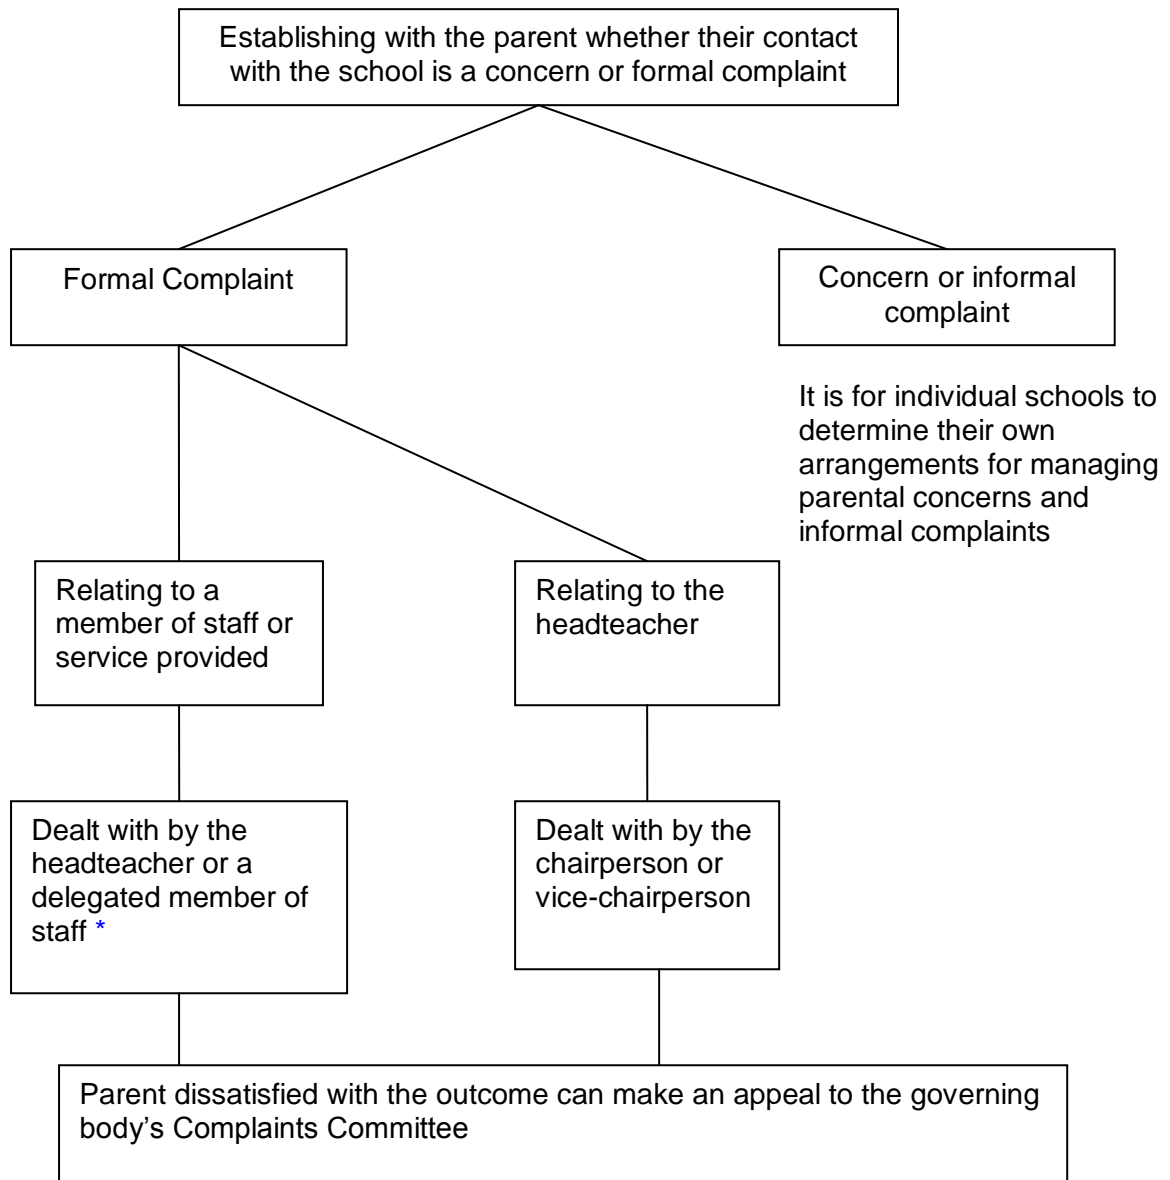 Establishing with the parent whether their contact
with the school is a concern or formal complaint
Formal Complaint
Concern or informal
complaint
It is for individual schools to
determine their own
arrangements for managing
parental concerns and
informal complaints
Relating to a
member of staff or
service provided
Relating to the
headteacher
Dealt with by the
headteacher or a
delegated member of
staff *
Dealt with by the
chairperson or
vice-chairperson
Parent dissatisfied with the outcome can make an appeal to the governing
body’s Complaints Committee